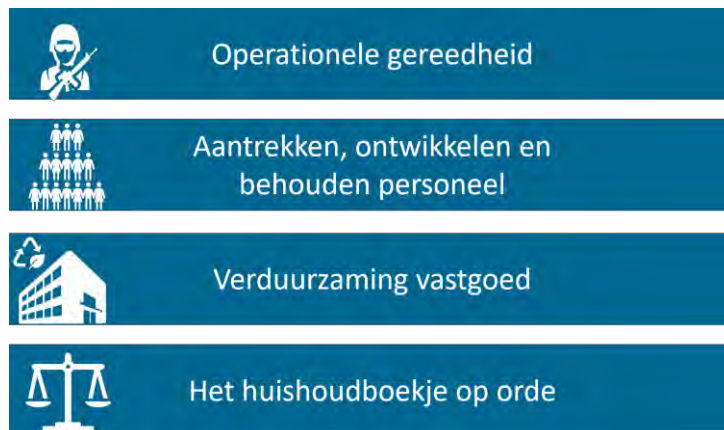 Operationele gereedheid
Aantrekken, ontwikkelen en
behouden personeel
Verduurzaming vastgoed
Het huishoudboekje op orde